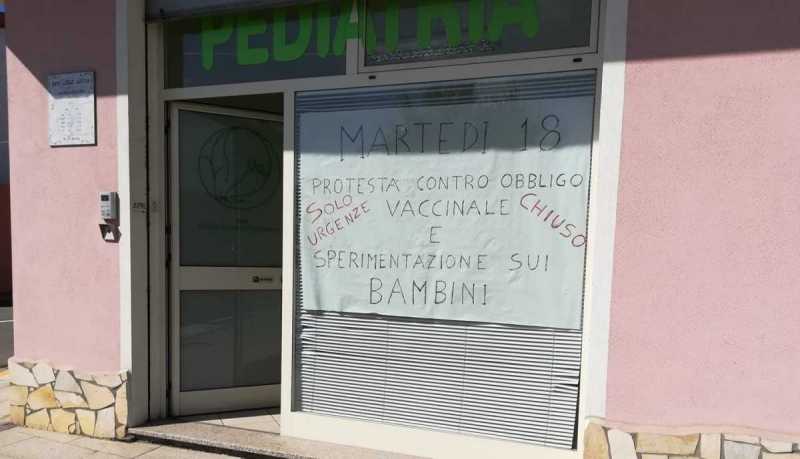 PEDIATRIA
MARTEDI 18
PROTESTA CONTRO OBBLIGO
VACCINALE
E
SPERIMENTAZIONE SUI
BAMBINI
SOLO
URGENZE
CHIUSO